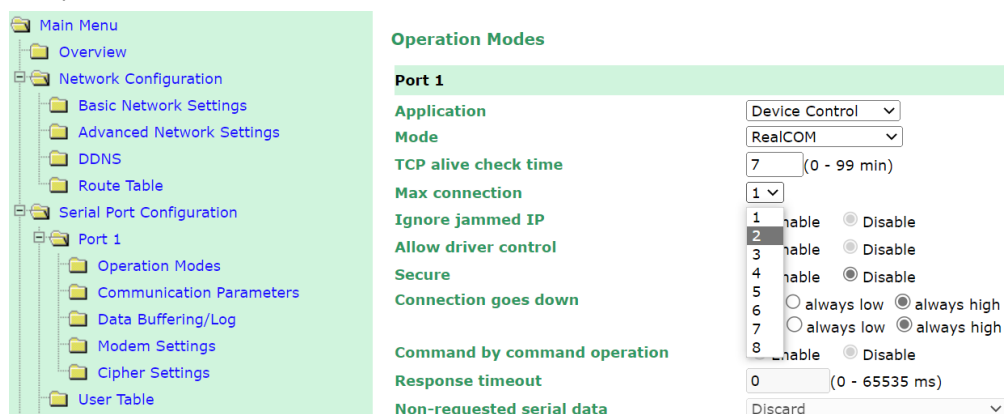 Main Menu
Overview
Network Configuration
Basic Network Settings
Advanced Network Settings
DDNS
Route Table
Serial Port Configuration
Port 1
Operation Modes
Communication Parameters
Data Buffering/Log
Modem Settings
Cipher Settings
User Table
Operation Modes
Port 1
Application Device Control
Mode RealCOM
TCP alive check time 7 (0 - 99 min)
Max connection 1
1
2
3
4
5
6
7
8
Ignore jammed IP Disable
Allow driver control Disable
Secure Disable
Connection goes down always low always high
always low always high
Command by command operation Enable Disable
Response timeout 0 (0 - 65535 ms)
Non-requested serial data Discard